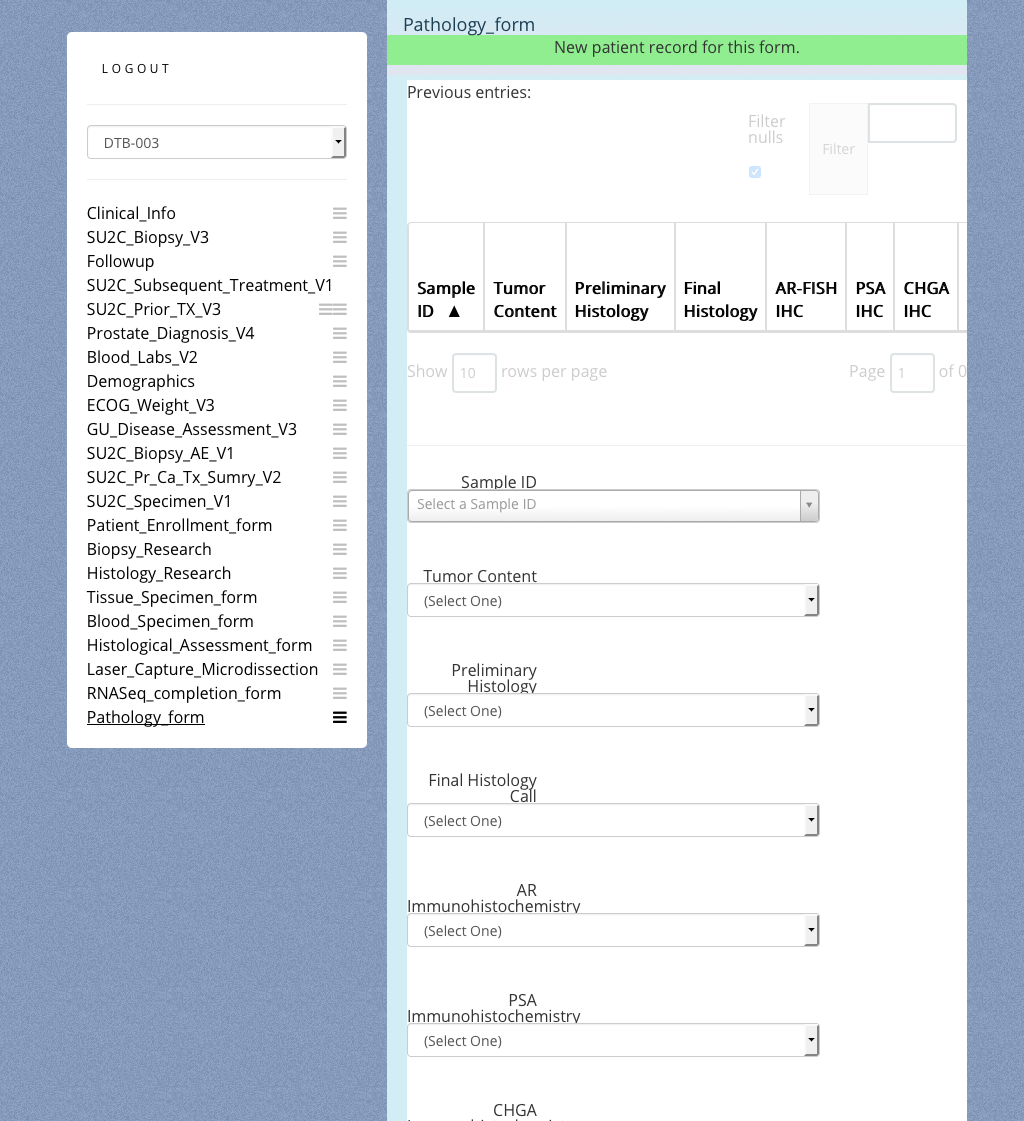 LOGOUT
DTB-003
Clinical_Info
SU2C_Biopsy_V3
Followup
SU2C_Subsequent_Treatment_V1
SU2C_Prior_TX_V3
Prostate_Diagnosis_V4
Blood_Labs_V2
Demographics
ECOG_Weight_V3
GU_Disease_Assessment_V3
SU2C_Biopsy_AE_V1
SU2C_Pr_Ca_Tx_Sumry_V2
SU2C_Specimen_V1
Patient_Enrollment_form
Biopsy_Research
Histology_Research
Tissue_Specimen_form
Blood_Specimen_form
Histological_Assessment_form
Laser_Capture_Microdissection
RNASeq_completion_form
Pathology_form
Pathology_form
New patient record for this form.
Previous entries:
Filter
nulls
Filter
Sample
ID ▲
Tumor
Content
Preliminary
Histology
Final
Histology
AR-FISH
IHC
PSA
IHC
CHGA
IHC
Show 10 rows per page
Page 1 of 0
Sample ID
Select a Sample ID
Tumor Content
(Select One)
Preliminary
Histology
(Select One)
Final Histology
Call
(Select One)
AR
Immunohistochemistry
(Select One)
PSA
Immunohistochemistry
(Select One)
CHGA